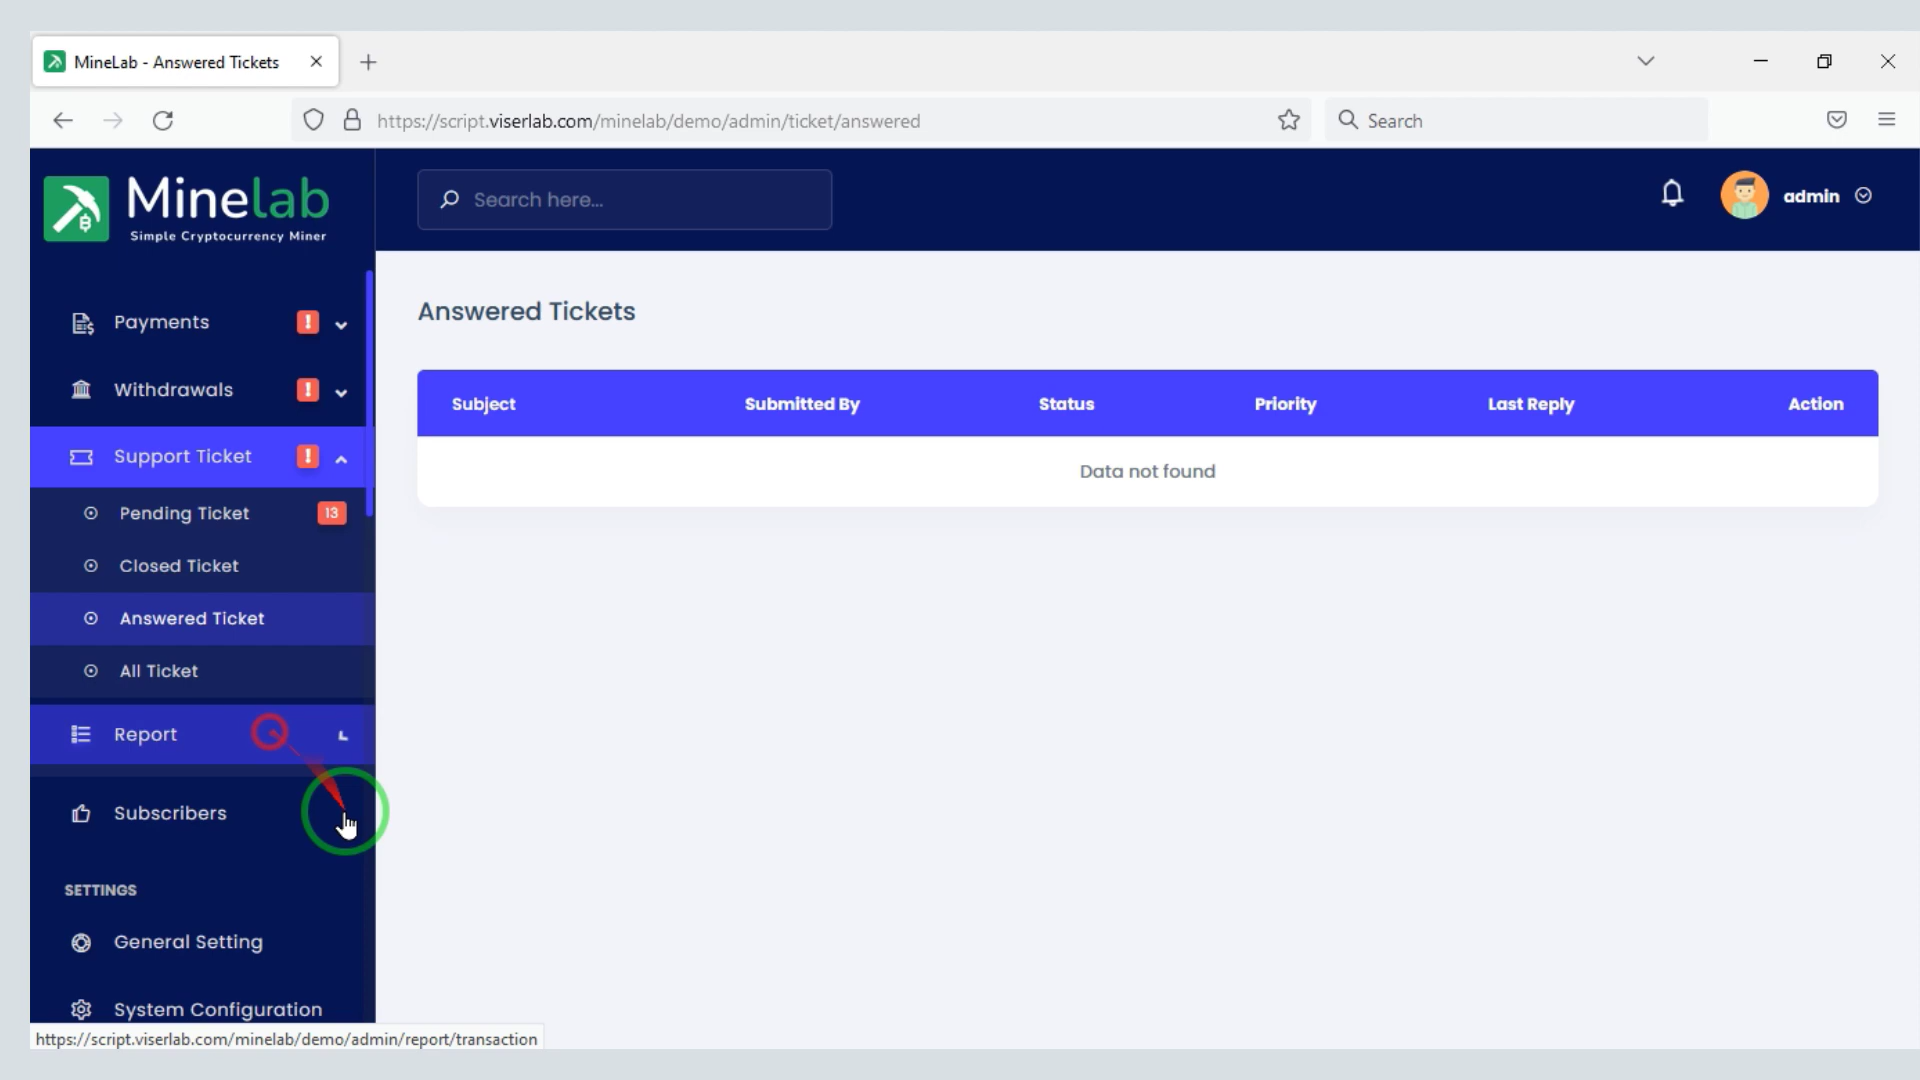 MineLab - Answered Tickets
https://script.viserlab.com/minelab/demo/admin/ticket/answered
Search
Minelab
Simple Cryptocurrency Miner
Search here...
admin
Payments !
Withdrawals !
Support Ticket !
Pending Ticket 13
Closed Ticket
Answered Ticket
All Ticket
Report
Subscribers
SETTINGS
General Setting
System Configuration
Answered Tickets
Subject Submitted By Status Priority Last Reply Action
Data not found
https://script.viserlab.com/minelab/demo/admin/report/transaction